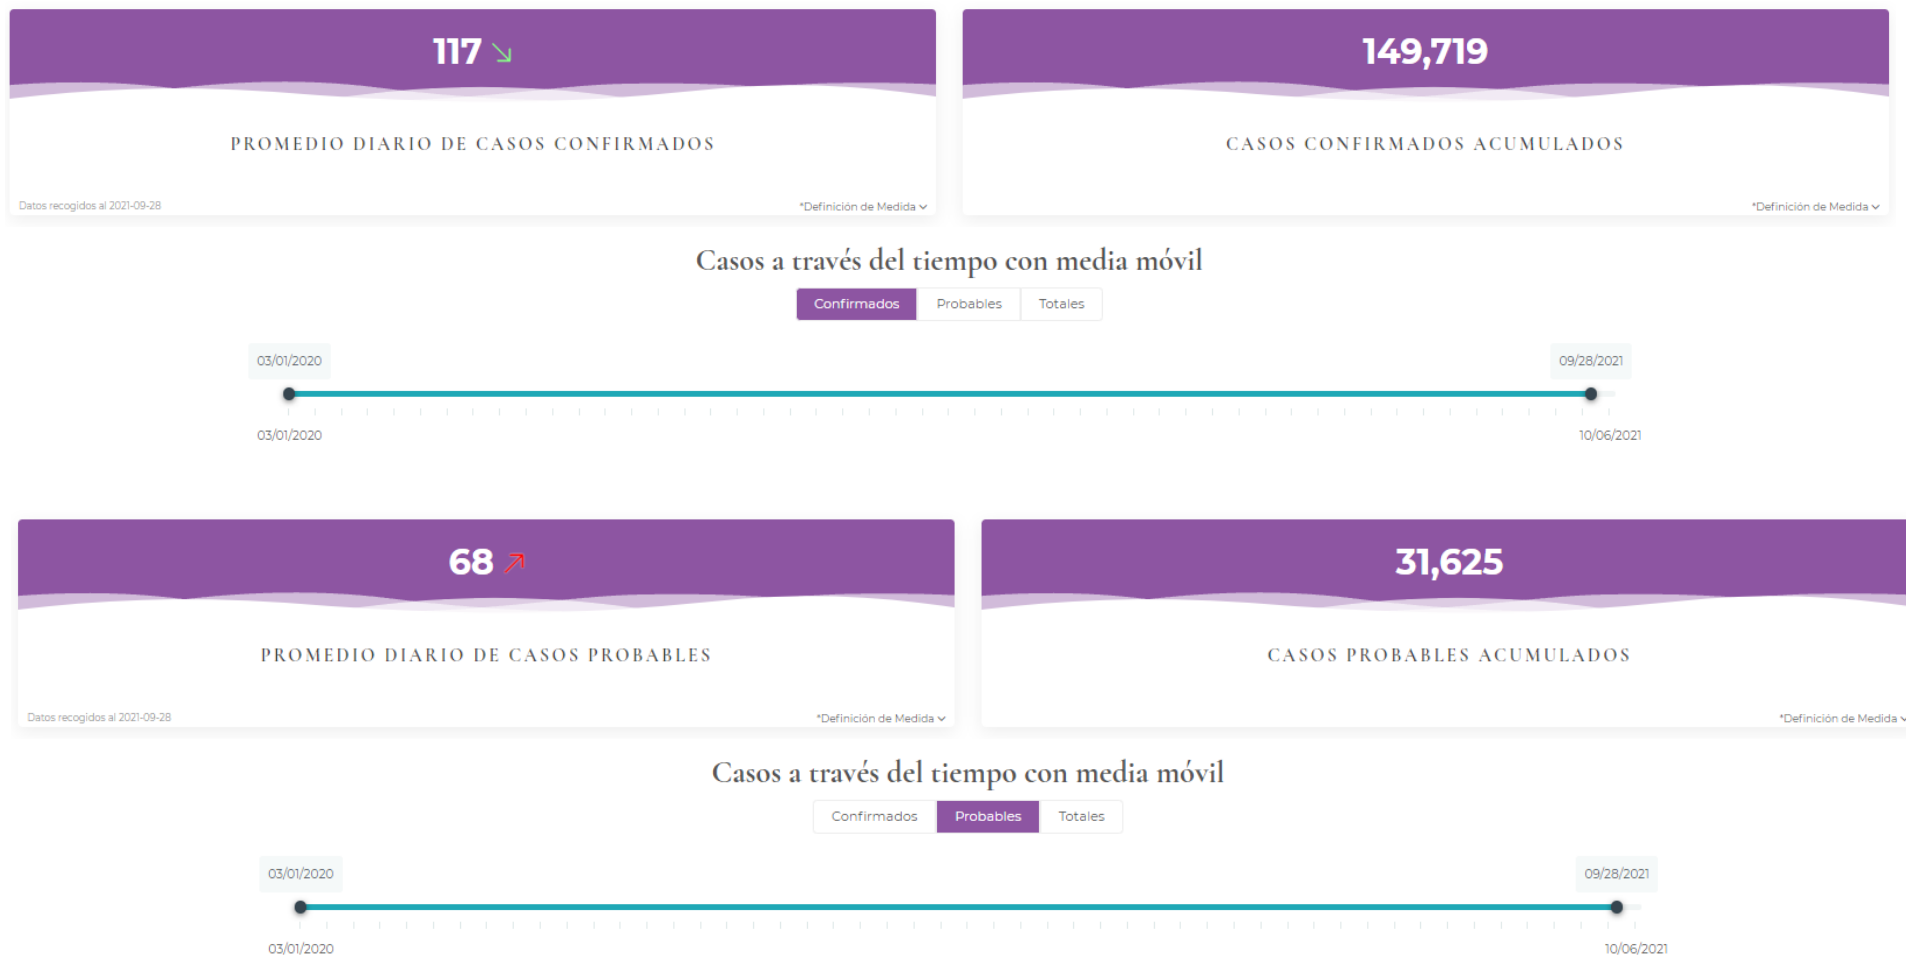 117
149,719
PROMEDIO DIARIO DE CASOS CONFIRMADOS
CASOS CONFIRMADOS ACUMULADOS
Datos recogidos al 2021-09-28
*Definición de Medida
*Definición de Medida
Casos a través del tiempo con media móvil
Confirmados Probables Totales
03/01/2020
09/28/2021
03/01/2020
10/06/2021
68
31,625
PROMEDIO DIARIO DE CASOS PROBABLES
CASOS PROBABLES ACUMULADOS
Datos recogidos al 2021-09-28
*Definición de Medida
*Definición de Medida
Casos a través del tiempo con media móvil
Confirmados Probables Totales
03/01/2020
09/28/2021
03/01/2020
10/06/2021